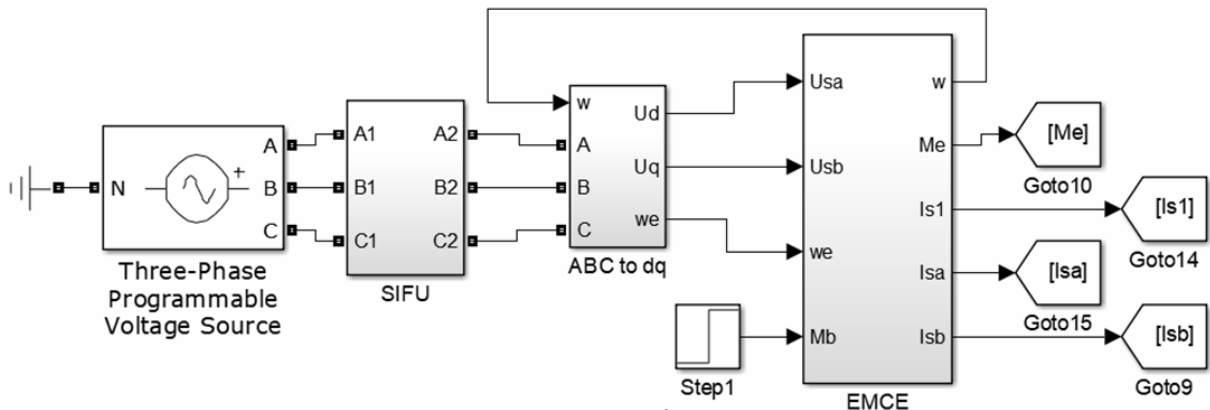 N
A
B
C
+
Three-Phase
Programmable
Voltage Source
A1
B1
C1
A2
B2
C2
SIFU
w
A
B
C
Ud
Uq
we
ABC to dq
Step1
Usa
Usb
we
Mb
w
Me
Is1
Isa
Isb
EMCE
[Me]
Goto10
[Is1]
Goto14
[Isa]
Goto15
[Isb]
Goto9